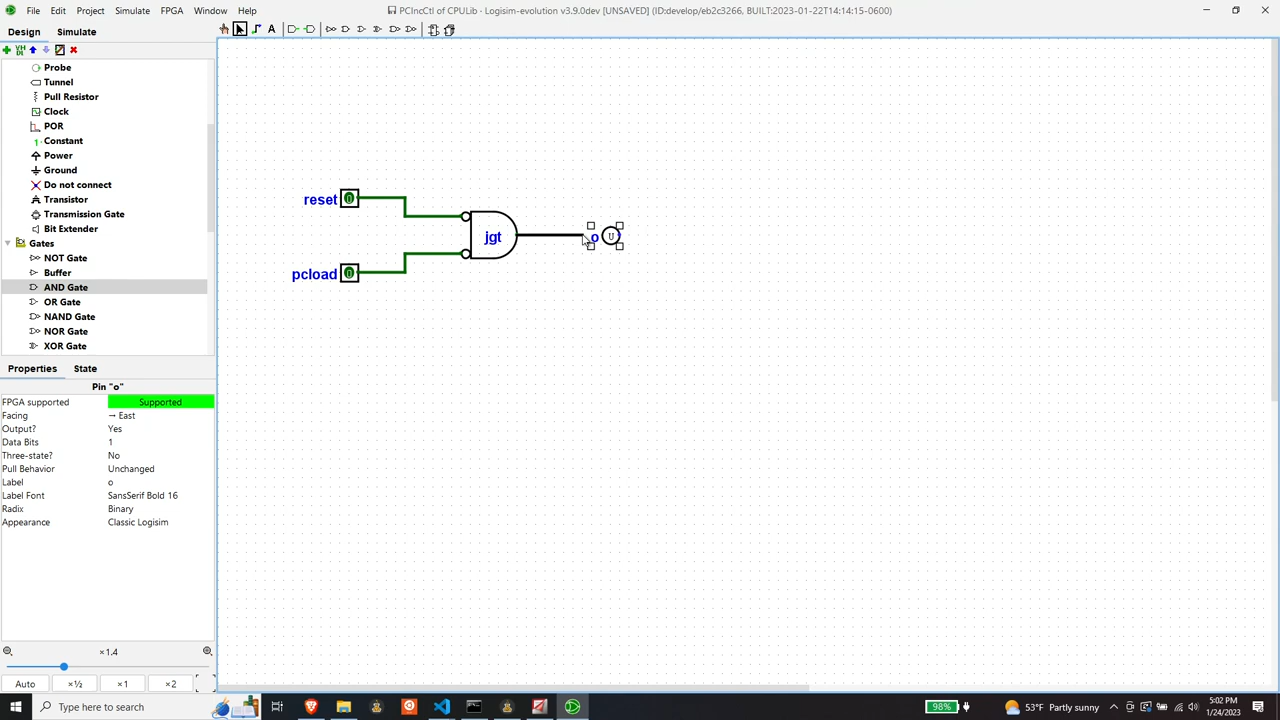 PCIncCtl of CPULib - Logisim-evolution v3.9.0dev [UNSAVED] (ID:develop/eb2c3266, BUILT:2023-01-22T14:14:15-0600)
File Edit Project Simulate FPGA Window Help
Design Simulate
A
Probe
Tunnel
Pull Resistor
Clock
POR
Constant
Power
Ground
Do not connect
Transistor
Transmission Gate
Bit Extender
Gates
NOT Gate
Buffer
AND Gate
OR Gate
NAND Gate
NOR Gate
XOR Gate
Properties State
Pin "o"
FPGA supported Supported
Facing → East
Output? Yes
Data Bits 1
Three-state? No
Pull Behavior Unchanged
Label o
Label Font SansSerif Bold 16
Radix Binary
Appearance Classic Logisim
×1.4
Auto ×½ ×1 ×2
reset
jgt
o U
pcload
Type here to search
98%
53°F Partly sunny
5:02 PM
1/24/2023